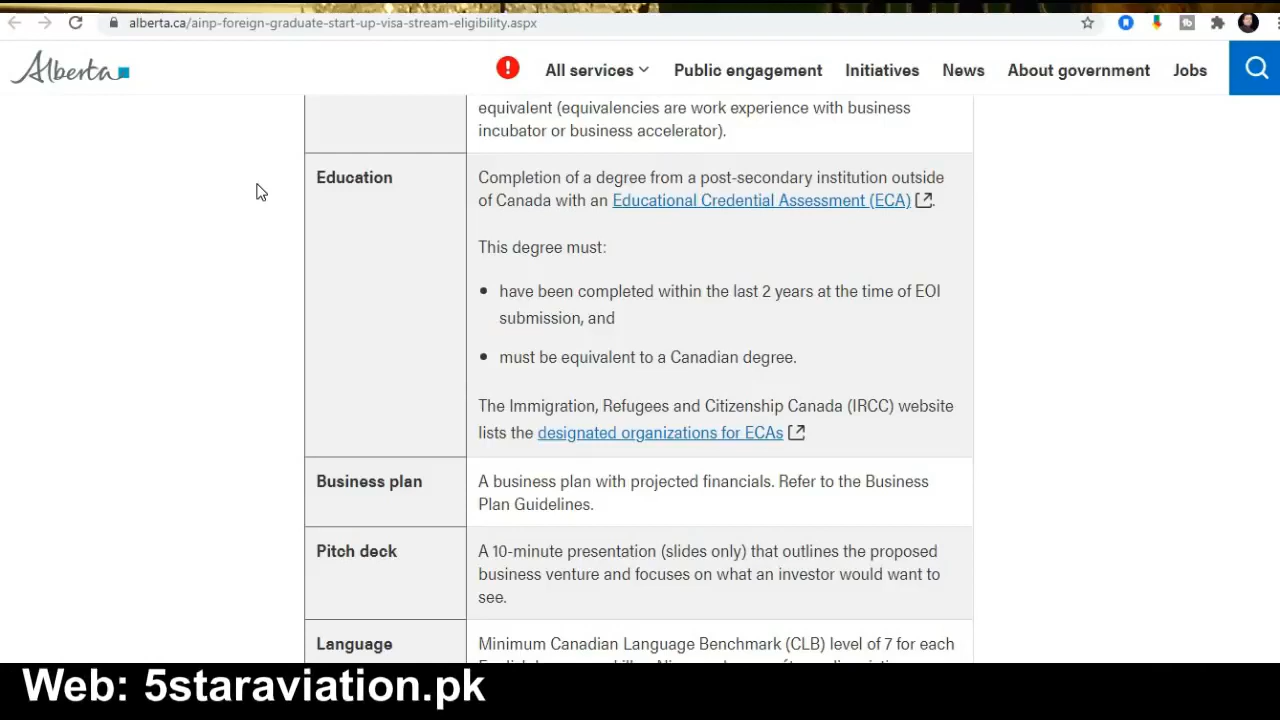 alberta.ca/ainp-foreign-graduate-start-up-visa-stream-eligibility.aspx
Alberta
All services
Public engagement
Initiatives
News
About government
Jobs
equivalent (equivalencies are work experience with business
incubator or business accelerator).
Education
Completion of a degree from a post-secondary institution outside
of Canada with an Educational Credential Assessment (ECA).
This degree must:
• have been completed within the last 2 years at the time of EOI
submission, and
• must be equivalent to a Canadian degree.
The Immigration, Refugees and Citizenship Canada (IRCC) website
lists the designated organizations for ECAs
Business plan
A business plan with projected financials. Refer to the Business
Plan Guidelines.
Pitch deck
A 10-minute presentation (slides only) that outlines the proposed
business venture and focuses on what an investor would want to
see.
Language
Minimum Canadian Language Benchmark (CLB) level of 7 for each
Web: 5staraviation.pk